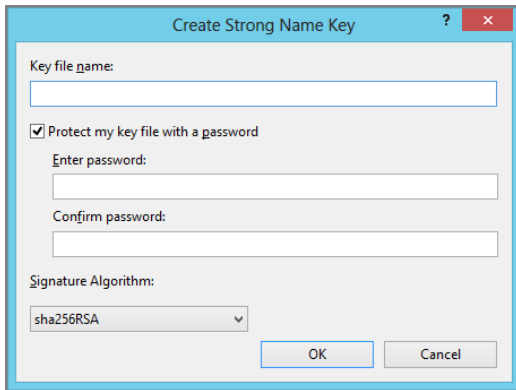 Create Strong Name Key
?
Key file name:
Protect my key file with a password
Enter password:
Confirm password:
Signature Algorithm:
sha256RSA
OK Cancel